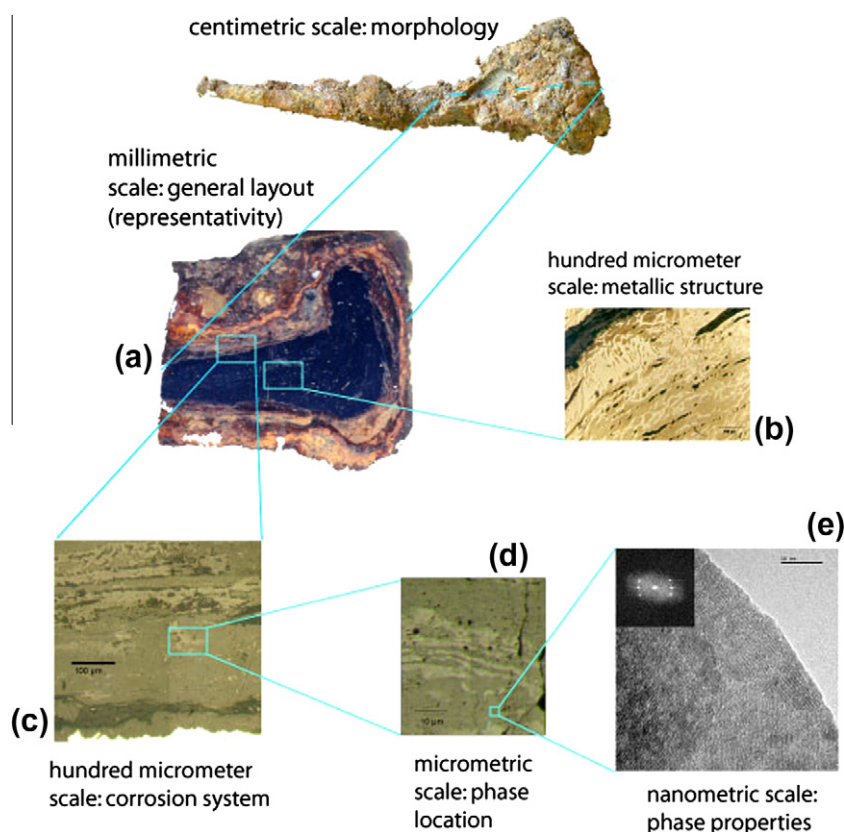 centimetric scale: morphology
millimetric
scale: general layout
(representativity)
hundred micrometer
scale: metallic structure
(a)
(b)
(e)
(d)
100 µm
10 µm
(c)
hundred micrometer
scale: corrosion system
micrometric
scale: phase
location
nanometric scale:
phase properties